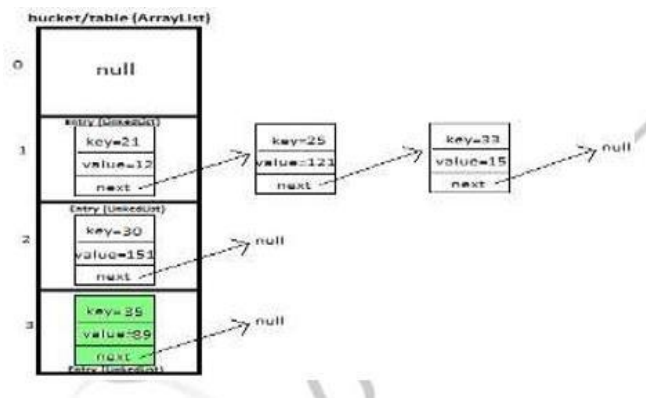 bucket/table (ArrayList)
0
null
Entry (LinkedList)
1
key=21
value=12
next
key=25
value=121
next
key=33
value=15
next
null
Entry (LinkedList)
2
key=30
value=151
next
null
3
key=35
value=89
next
null
Entry (LinkedList)